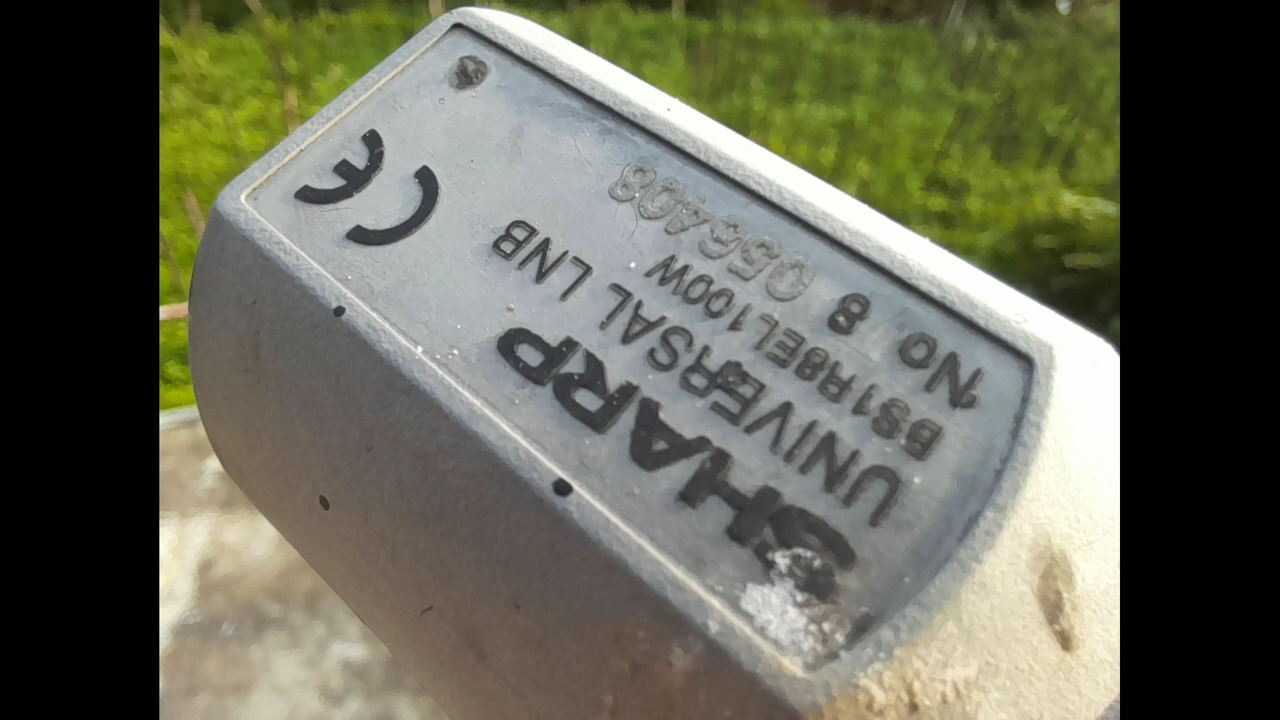 SHARP
UNIVERSAL LNB
BS1R8EL100W
No 8 056408
CE